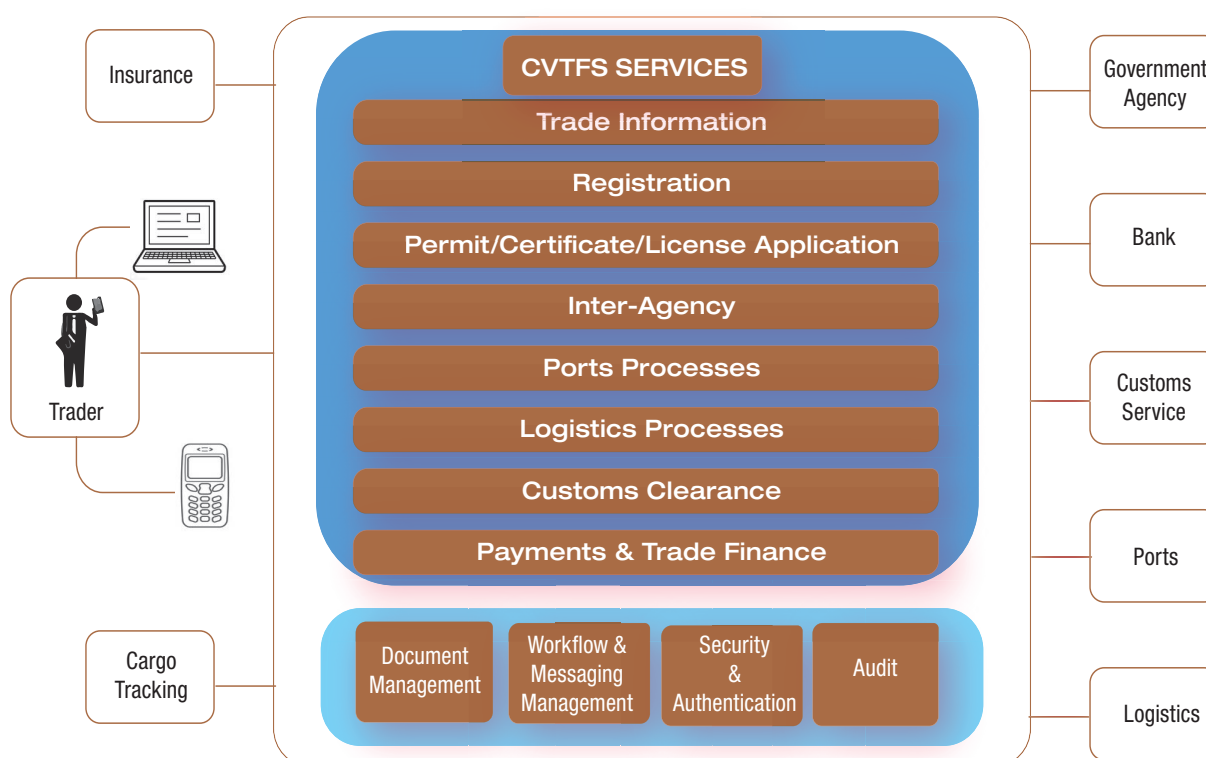 Insurance
Trader
Cargo
Tracking
CVTFS SERVICES
Trade Information
Registration
Permit/Certificate/License Application
Inter-Agency
Ports Processes
Logistics Processes
Customs Clearance
Payments & Trade Finance
Document
Management
Workflow &
Messaging
Management
Security
&
Authentication
Audit
Government
Agency
Bank
Customs
Service
Ports
Logistics